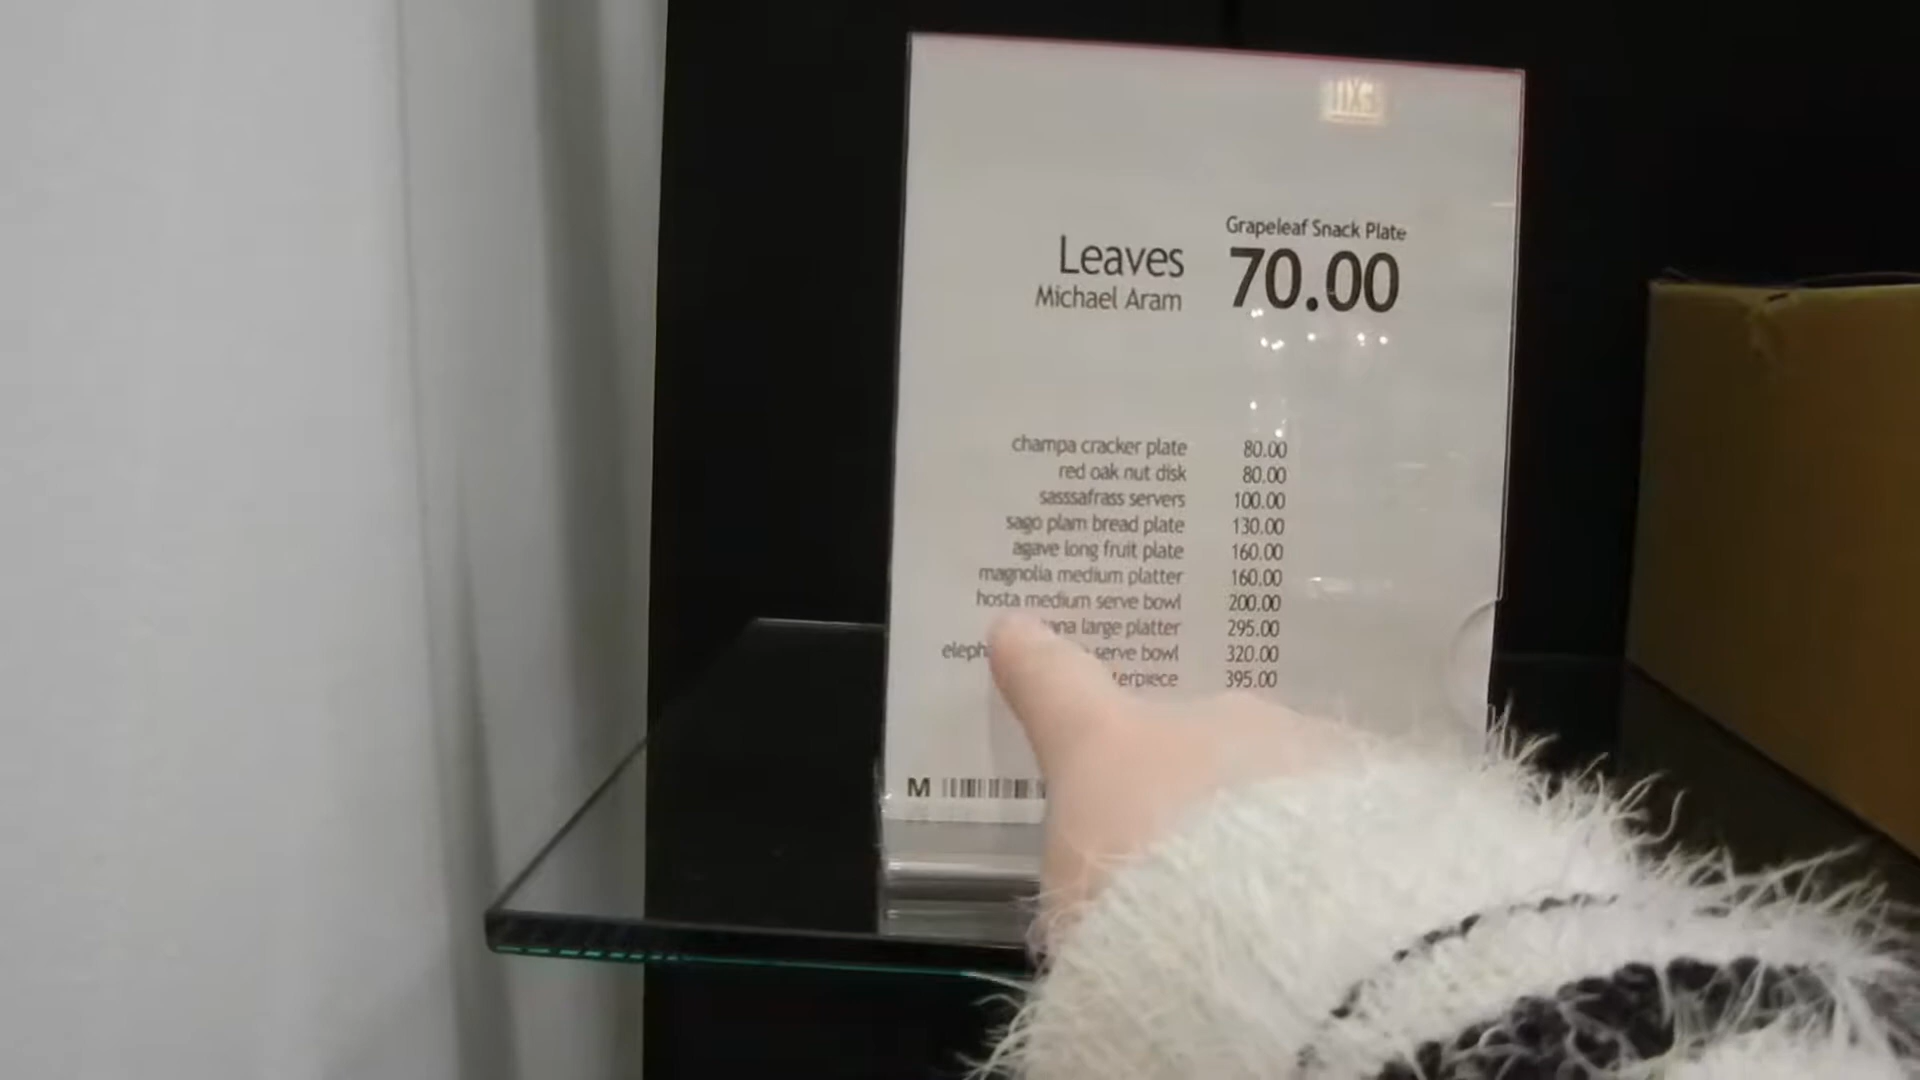 Grapeleaf Snack Plate
Leaves 70.00
Michael Aram
champa cracker plate 80.00
red oak nut disk 80.00
sasssafrass servers 100.00
sago plam bread plate 130.00
agave long fruit plate 160.00
magnolia medium platter 160.00
hosta medium serve bowl 200.00
large platter 295.00
serve bowl 320.00
395.00
M